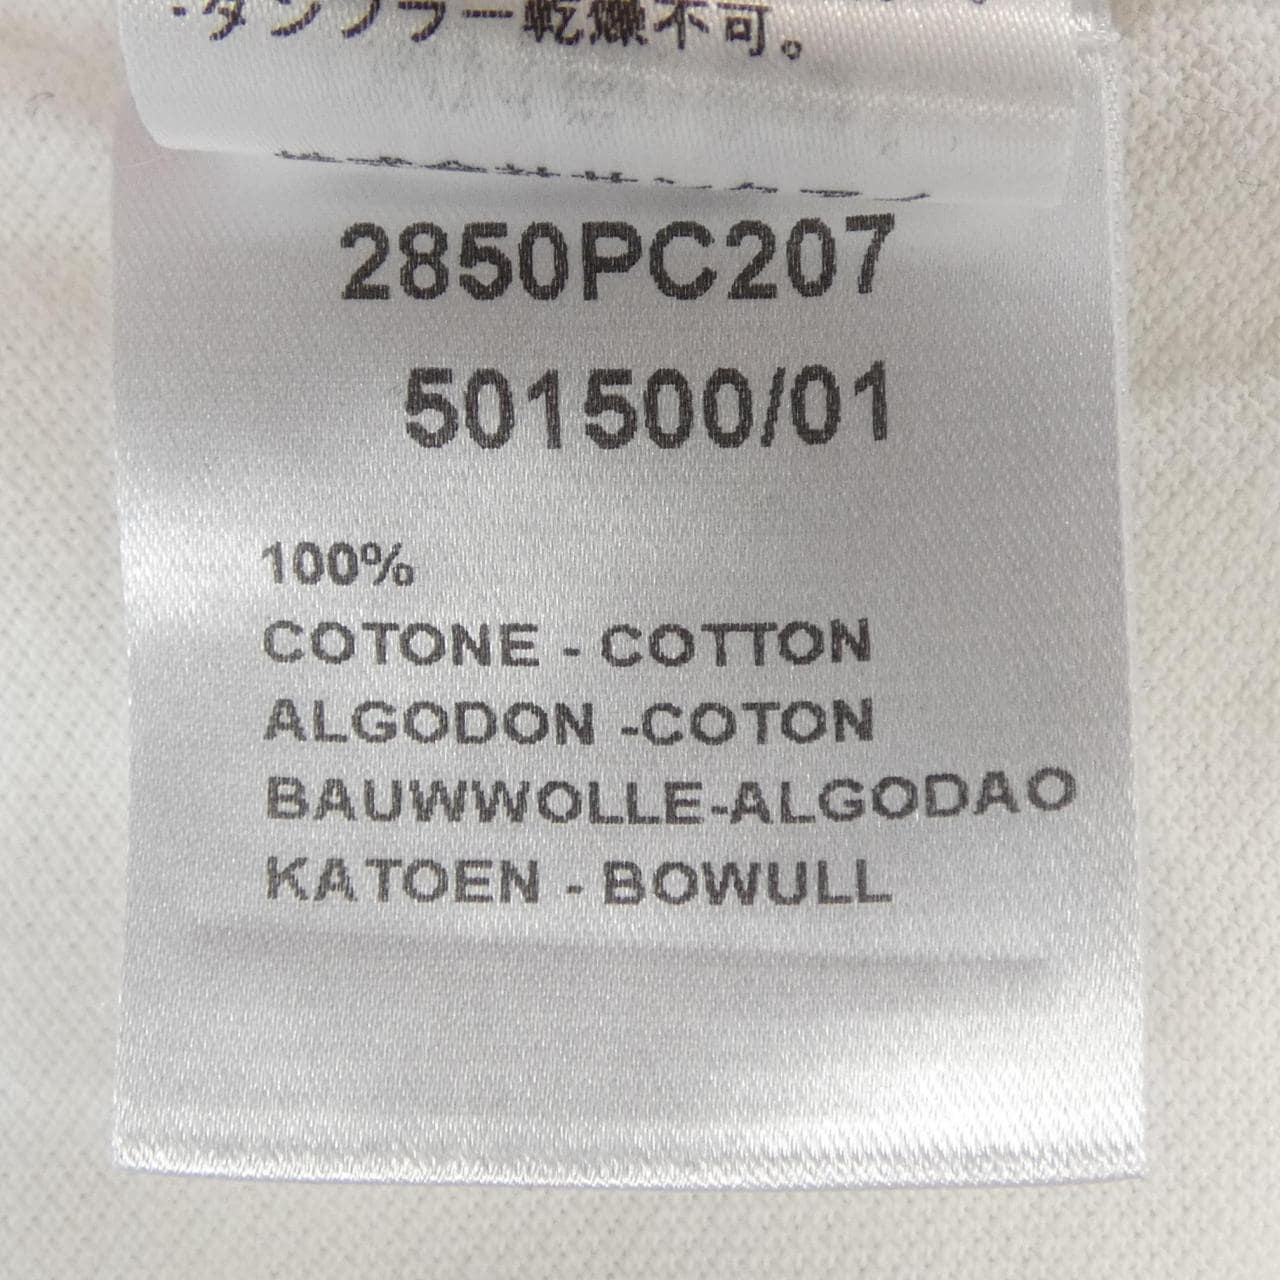 ・タンブラー乾燥不可。
2850PC207
501500/01
100%
COTONE - COTTON
ALGODON -COTON
BAUWWOLLE-ALGODAO
KATOEN - BOWULL